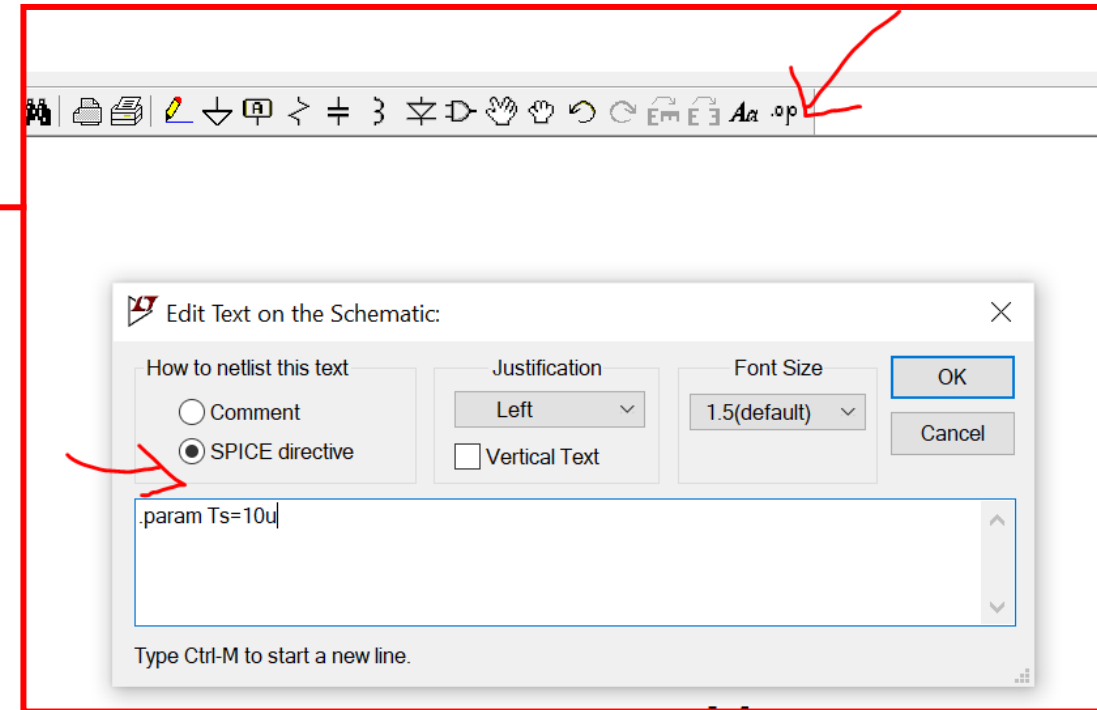 Aa .op
Edit Text on the Schematic:
How to netlist this text
Justification
Font Size
OK
Comment
Left
1.5(default)
Cancel
SPICE directive
Vertical Text
.param Ts=10u
Type Ctrl-M to start a new line.